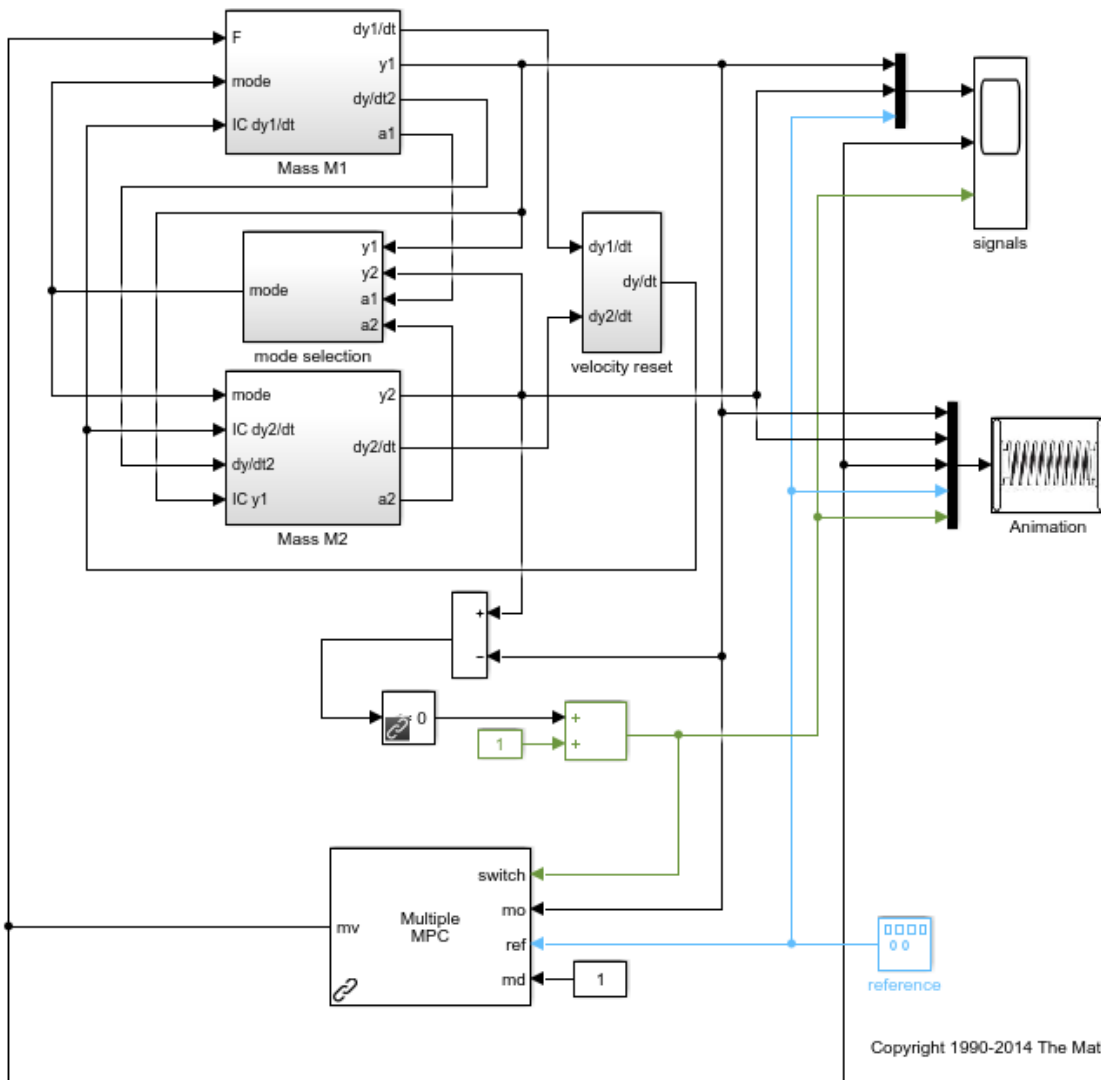 F
mode
IC dy1/dt
dy1/dt
y1
dy/dt2
a1
Mass M1
mode
y1
y2
a1
a2
mode selection
dy1/dt
dy2/dt
dy/dt
velocity reset
signals
mode
IC dy2/dt
dy/dt2
IC y1
y2
dy2/dt
a2
Mass M2
Animation
+
−
0
1
+
+
mv
Multiple
MPC
switch
mo
ref
md
1
0 0
reference
Copyright 1990-2014 The